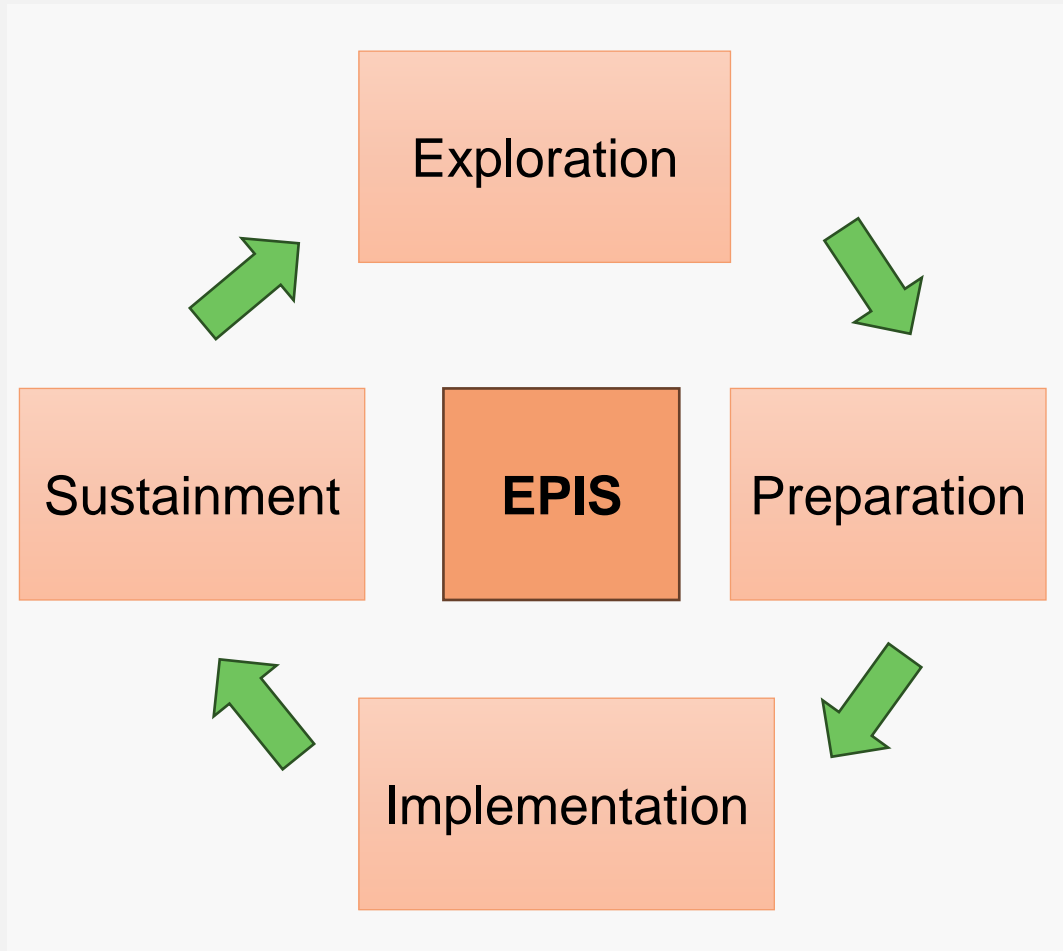 Exploration
Sustainment
EPIS
Preparation
Implementation